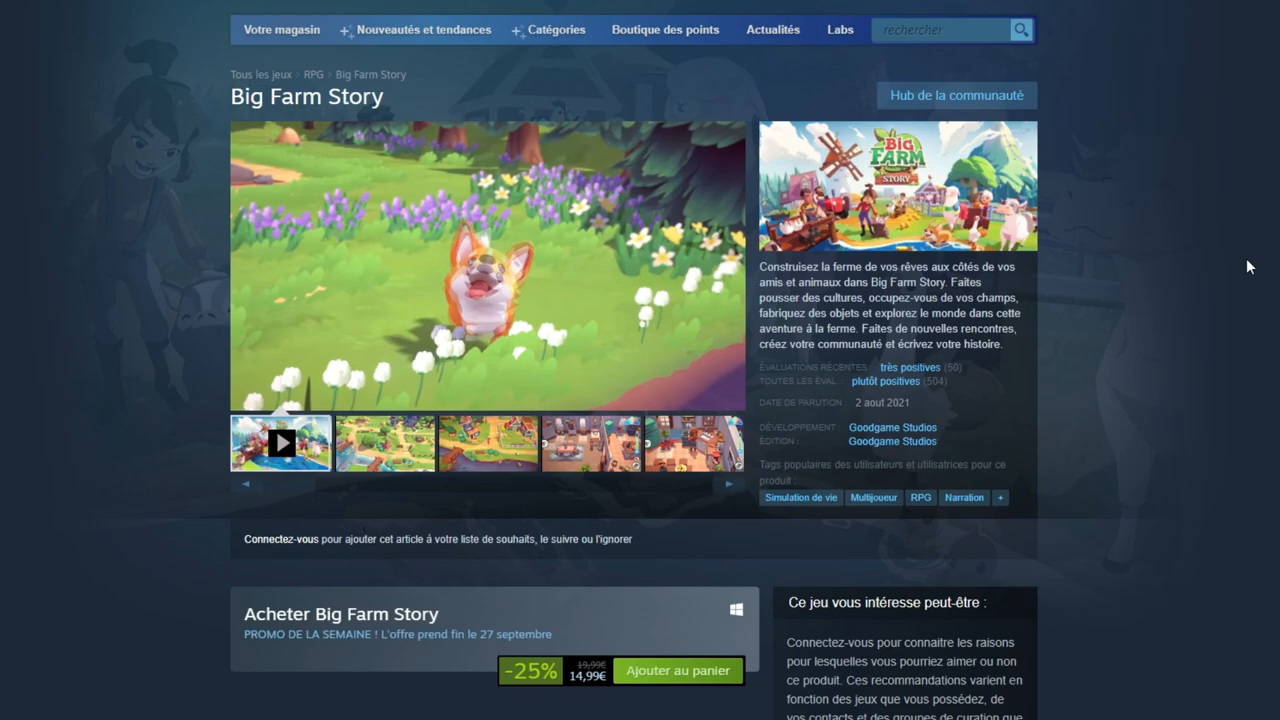 Votre magasin
Nouveautés et tendances
Catégories
Boutique des points
Actualités
Labs
rechercher
Tous les jeux > RPG > Big Farm Story
Big Farm Story
Hub de la communauté
BIG
FARM
STORY
Construisez la ferme de vos rêves aux côtés de vos
amis et animaux dans Big Farm Story. Faites
pousser des cultures, occupez-vous de vos champs,
fabriquez des objets et explorez le monde dans cette
aventure à la ferme. Faites de nouvelles rencontres,
créez votre communauté et écrivez votre histoire.
ÉVALUATIONS RÉCENTES : très positives (50)
TOUTES LES ÉVAL. : plutôt positives (504)
DATE DE PARUTION : 2 aout 2021
DÉVELOPPEMENT : Goodgame Studios
ÉDITION : Goodgame Studios
Tags populaires des utilisateurs et utilisatrices pour ce
produit :
Simulation de vie Multijoueur RPG Narration +
Connectez-vous pour ajouter cet article à votre liste de souhaits, le suivre ou l'ignorer
Acheter Big Farm Story
PROMO DE LA SEMAINE ! L'offre prend fin le 27 septembre
-25% 19,99€ 14,99€ Ajouter au panier
Ce jeu vous intéresse peut-être :
Connectez-vous pour connaitre les raisons
pour lesquelles vous pourriez aimer ou non
ce produit. Ces recommandations varient en
fonction des jeux que vous possédez, de
vos contacts et des groupes de curation que